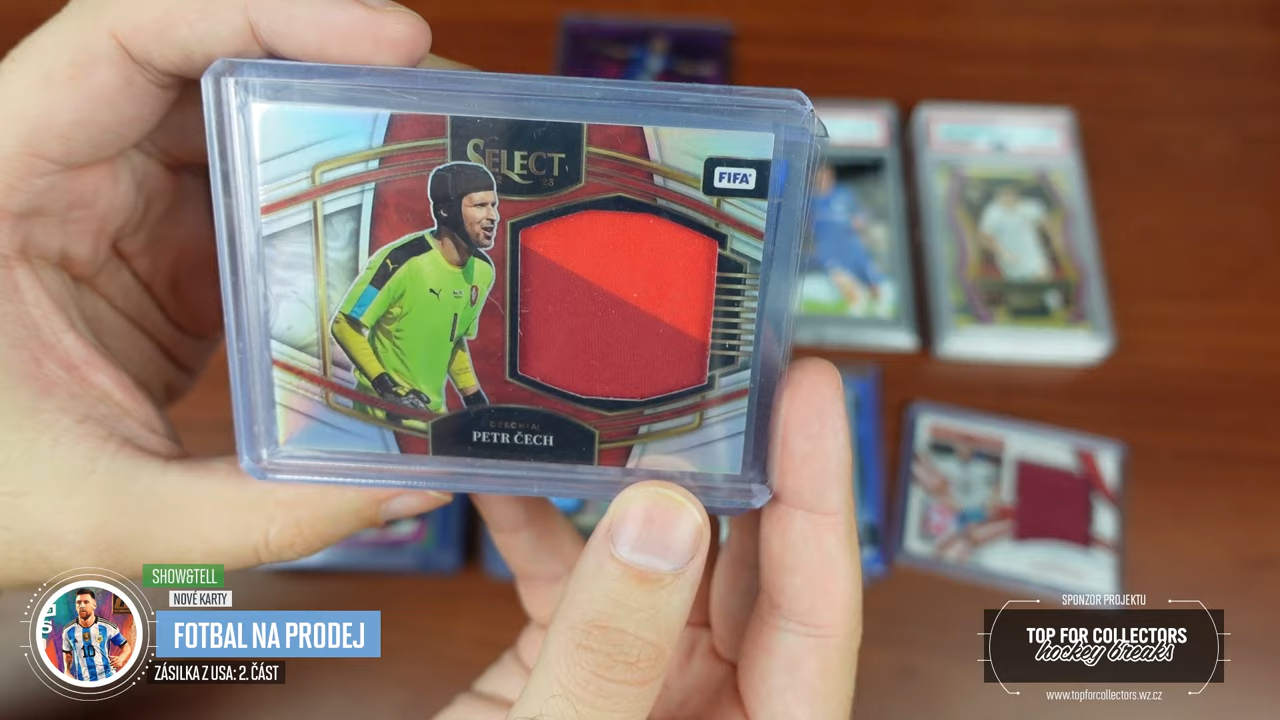 SELECT
FIFA
CZECHIA
PETR ČECH
SHOW&TELL
NOVÉ KARTY
FOTBAL NA PRODEJ
ZÁSILKA Z USA: 2. ČÁST
10
SPONZOR PROJEKTU
TOP FOR COLLECTORS
hockey breaks
www.topforcollectors.wz.cz